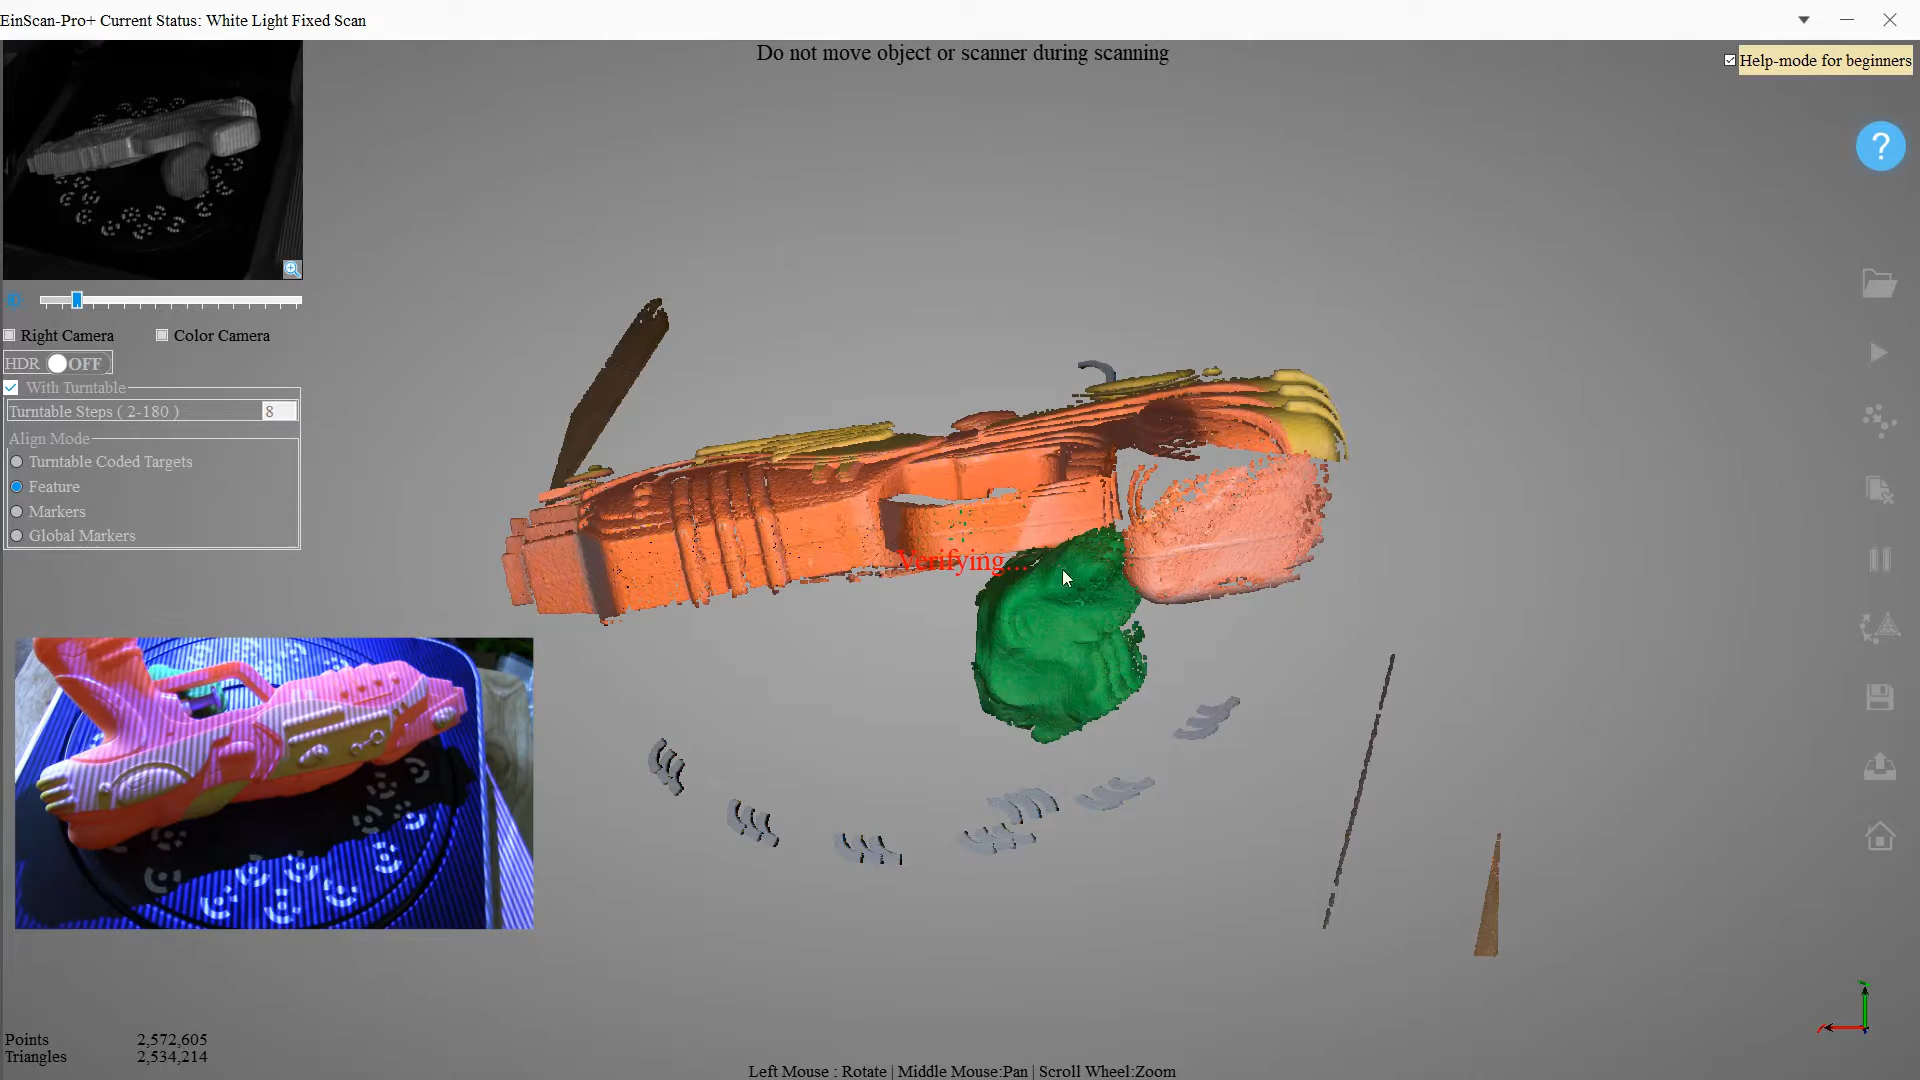 EinScan-Pro+ Current Status: White Light Fixed Scan
Do not move object or scanner during scanning
Help-mode for beginners
?
Right Camera
Color Camera
HDR OFF
With Turntable
Turntable Steps ( 2-180 ) 8
Align Mode
Turntable Coded Targets
Feature
Markers
Global Markers
Verifying...
Points 2,572,605
Triangles 2,534,214
Left Mouse : Rotate | Middle Mouse:Pan | Scroll Wheel:Zoom